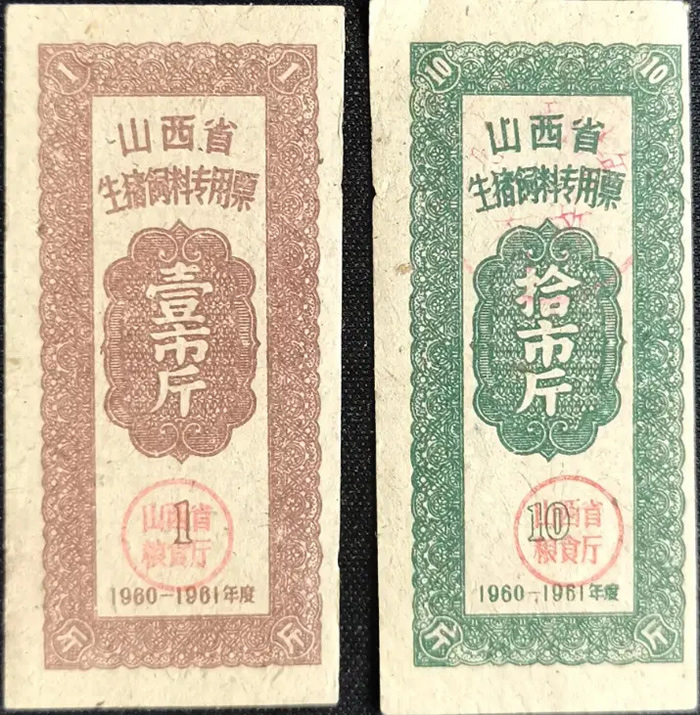 1 1
山西省
生猪饲料专用票
壹市斤
1
山西省
粮食厅
1960-1961年度
斤 斤
10 10
山西省
生猪饲料专用票
拾市斤
10
山西省
粮食厅
1960-1961年度
斤 斤